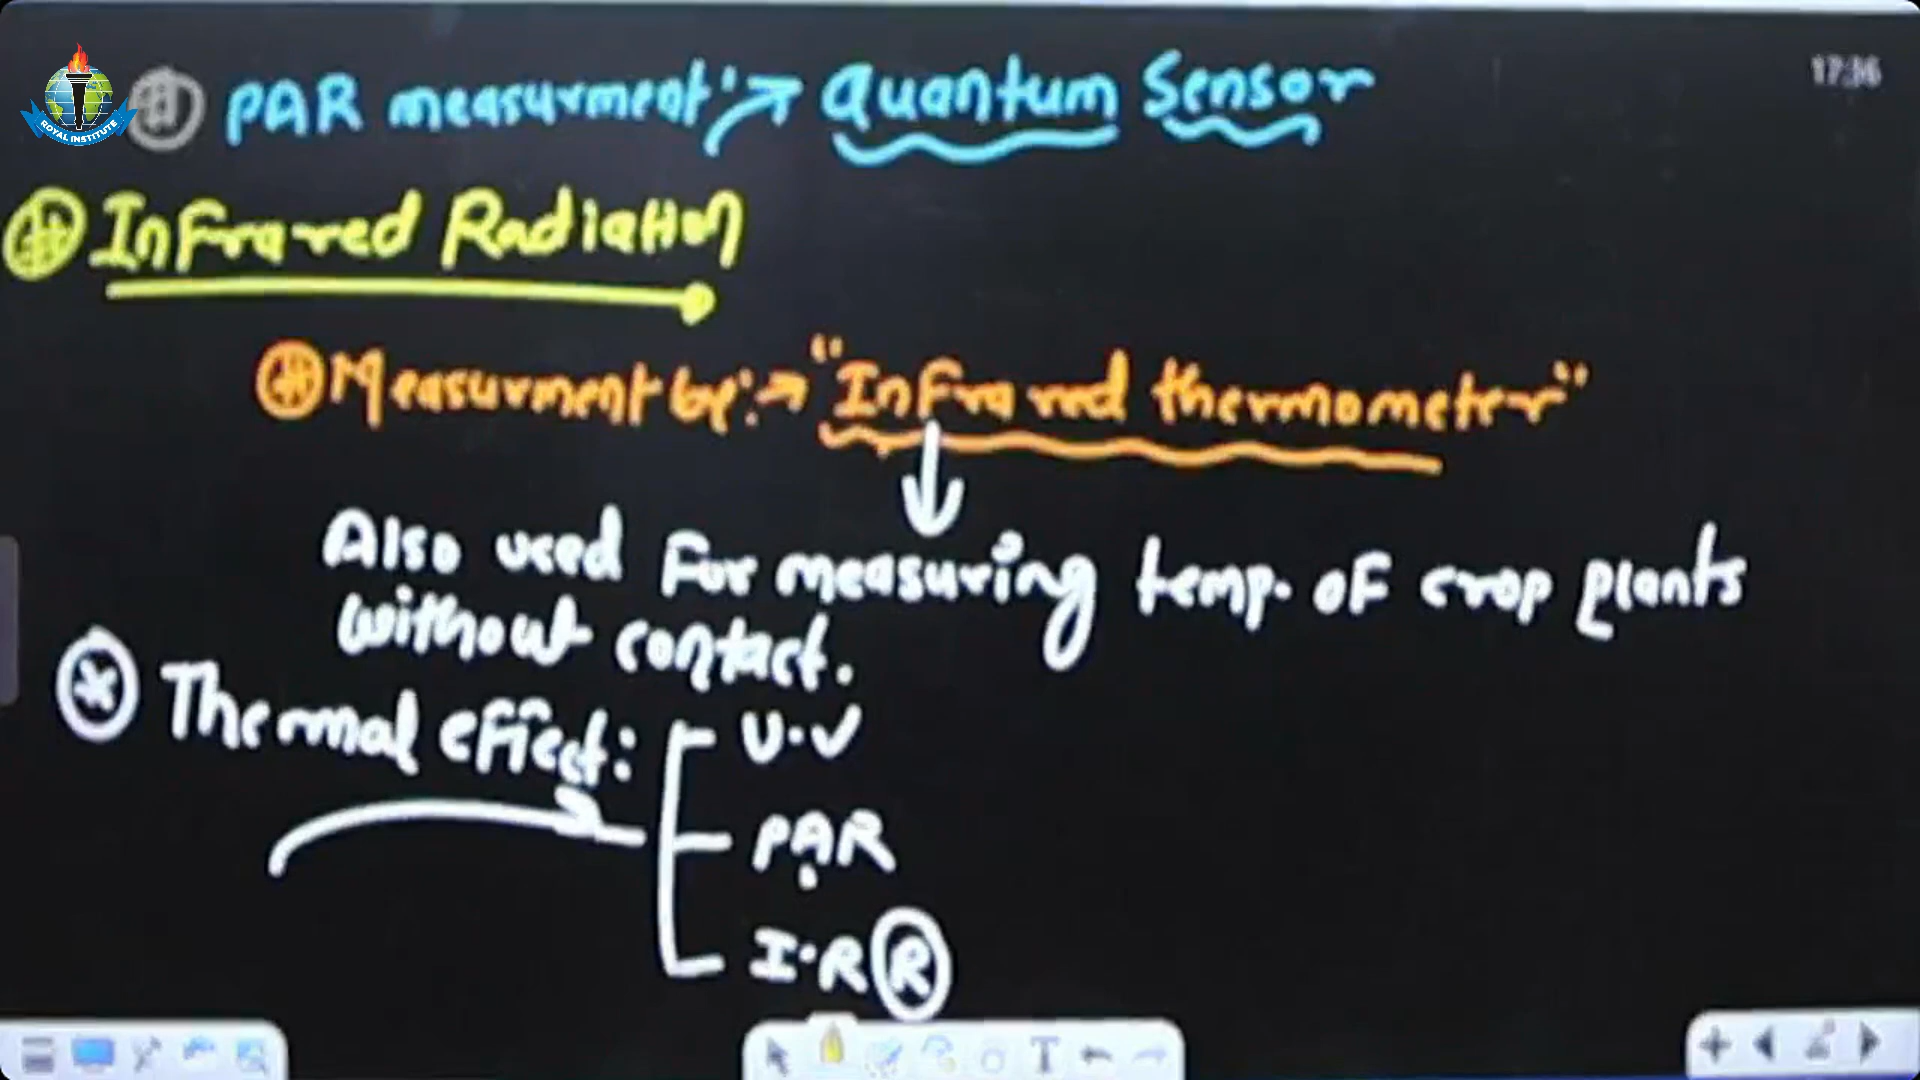 ROYAL INSTITUTE
17:36
# PAR measurment :→ Quantum Sensor
# Infrared Radiation
# Measurment by :→ "Infrared thermometer"
Also used for measuring temp. of crop plants
without contact.
Thermal effect:
U.V
PAR
I.R R
T